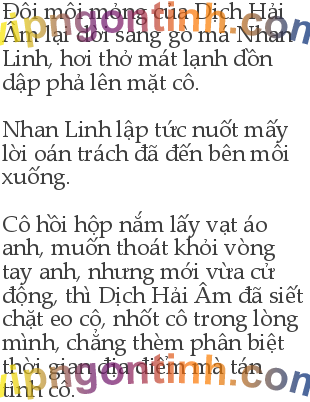 Đôi môi mỏng của Dịch Hải
Âm lại dời sang gò má Nhan
Linh, hơi thở mát lạnh dồn
dập phả lên mặt cô.
Nhan Linh lập tức nuốt mấy
lời oán trách đã đến bên môi
xuống.
Cô hồi hộp nắm lấy vạt áo
anh, muốn thoát khỏi vòng
tay anh, nhưng mới vừa cử
động, thì Dịch Hải Âm đã siết
chặt eo cô, nhốt cô trong lòng
mình, chẳng thèm phân biệt
thời gian địa điểm mà tán
tỉnh cô.